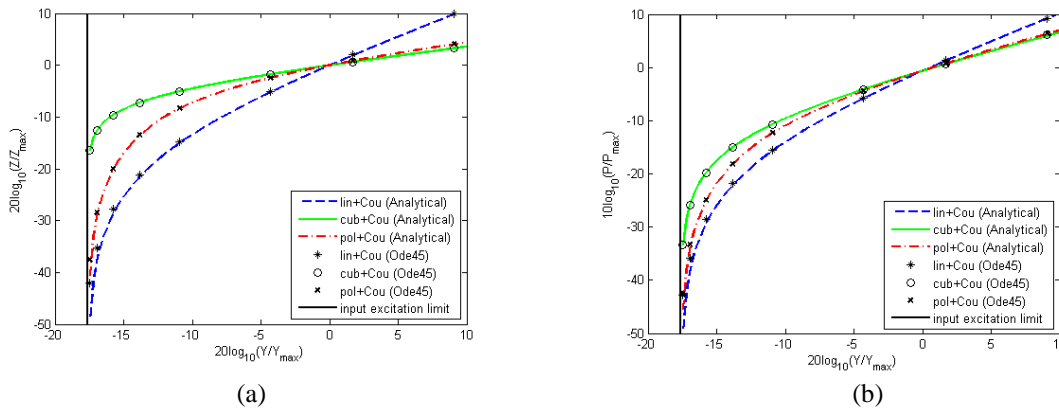 10
0
-10
-20
-30
-40
-50
20log10(Z/Zmax)
-20 -15 -10 -5 0 5 10
20log10(Y/Ymax)
lin+Cou (Analytical)
cub+Cou (Analytical)
pol+Cou (Analytical)
lin+Cou (Ode45)
cub+Cou (Ode45)
pol+Cou (Ode45)
input excitation limit
(a)
10
0
-10
-20
-30
-40
-50
10log10(P/Pmax)
-20 -15 -10 -5 0 5 10
20log10(Y/Ymax)
lin+Cou (Analytical)
cub+Cou (Analytical)
pol+Cou (Analytical)
lin+Cou (Ode45)
cub+Cou (Ode45)
pol+Cou (Ode45)
input excitation limit
(b)